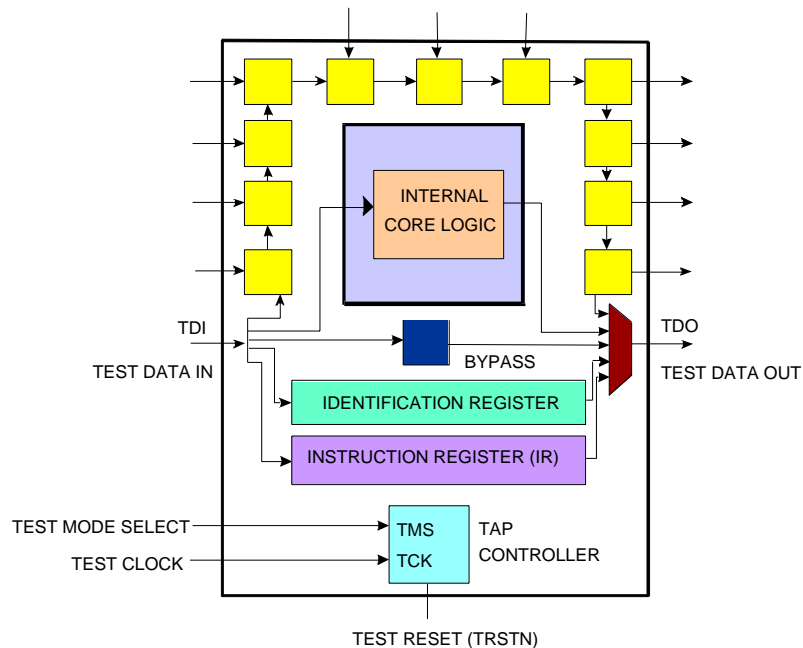 INTERNAL
CORE LOGIC
TDI
TDO
TEST DATA IN
BYPASS
TEST DATA OUT
IDENTIFICATION REGISTER
INSTRUCTION REGISTER (IR)
TEST MODE SELECT
TMS
TAP
CONTROLLER
TEST CLOCK
TCK
TEST RESET (TRSTN)